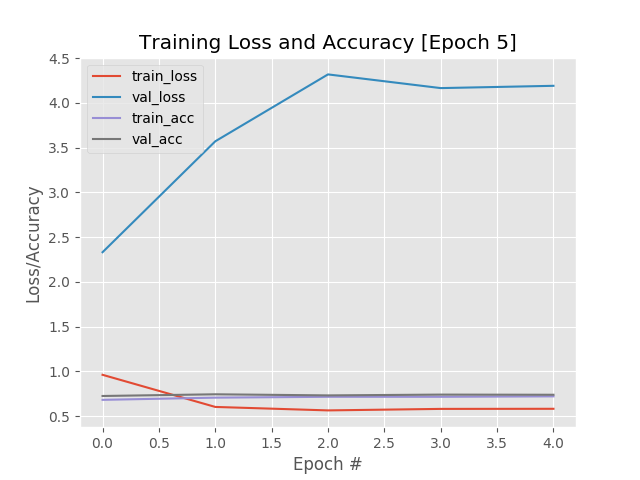 Training Loss and Accuracy [Epoch 5]
train_loss
val_loss
train_acc
val_acc
Loss/Accuracy
4.5
4.0
3.5
3.0
2.5
2.0
1.5
1.0
0.5
0.0 0.5 1.0 1.5 2.0 2.5 3.0 3.5 4.0
Epoch #